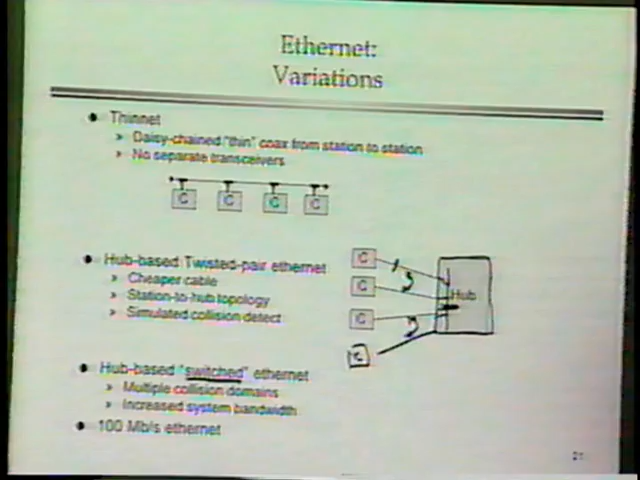 Ethernet:
Variations
Thinnet
Daisy-chained "thin" coax from station to station
No separate transceivers
C C C C
Hub-based Twisted-pair ethernet
Cheaper cable
Station-to-hub topology
Simulated collision detect
C
C
C
C
Hub
Hub-based "switched" ethernet
Multiple collision domains
Increased system bandwidth
100 Mb/s ethernet
21